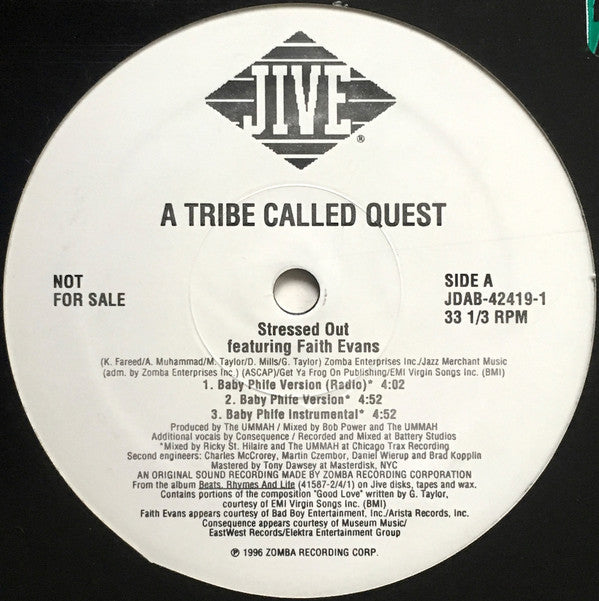 JIVE®
A TRIBE CALLED QUEST
NOT
FOR SALE
SIDE A
JDAB-42419-1
33 1/3 RPM
Stressed Out
featuring Faith Evans
(K. Fareed/A. Muhammad/M. Taylor/D. Mills/G. Taylor) Zomba Enterprises Inc./Jazz Merchant Music
(adm. by Zomba Enterprises Inc.) (ASCAP)/Get Ya Frog On Publishing/EMI Virgin Songs Inc. (BMI)
1. Baby Phife Version (Radio)* 4:02
2. Baby Phife Version* 4:52
3. Baby Phife Instrumental* 4:52
Produced by The UMMAH / Mixed by Bob Power and The UMMAH
Additional vocals by Consequence / Recorded and Mixed at Battery Studios
*Mixed by Ricky St. Hilaire and The UMMAH at Chicago Trax Recording
Second engineers: Charles McCrorey, Martin Czembor, Daniel Wierup and Brad Kopplin
Mastered by Tony Dawsey at Masterdisk, NYC
AN ORIGINAL SOUND RECORDING MADE BY ZOMBA RECORDING CORPORATION
From the album Beats, Rhymes And Life (41587-2/4/1) on Jive disks, tapes and wax.
Contains portions of the composition "Good Love" written by G. Taylor,
courtesy of EMI Virgin Songs Inc. (BMI)
Faith Evans appears courtesy of Bad Boy Entertainment, Inc./Arista Records, Inc.
Consequence appears courtesy of Museum Music/
EastWest Records/Elektra Entertainment Group
℗ 1996 ZOMBA RECORDING CORP.